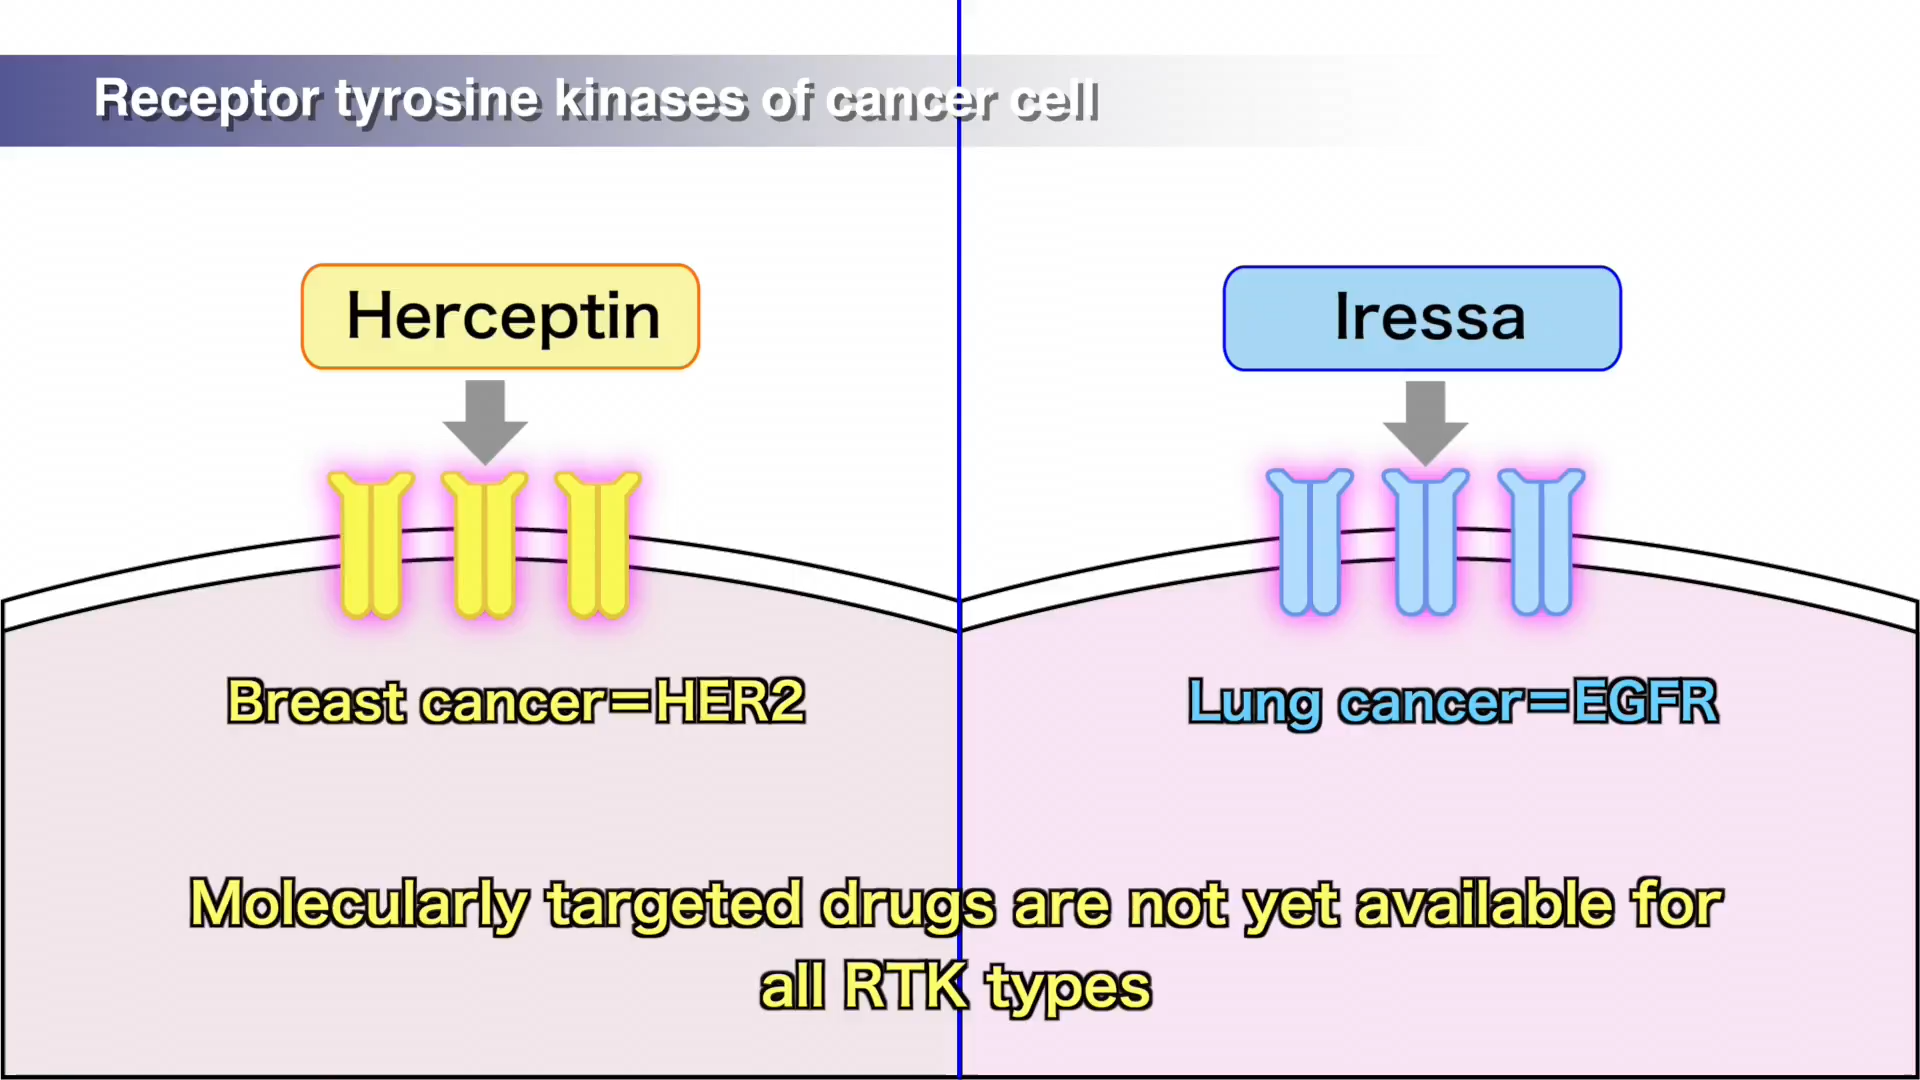 Receptor tyrosine kinases of cancer cell
Herceptin
Iressa
Breast cancer=HER2
Lung cancer=EGFR
Molecularly targeted drugs are not yet available for
all RTK types